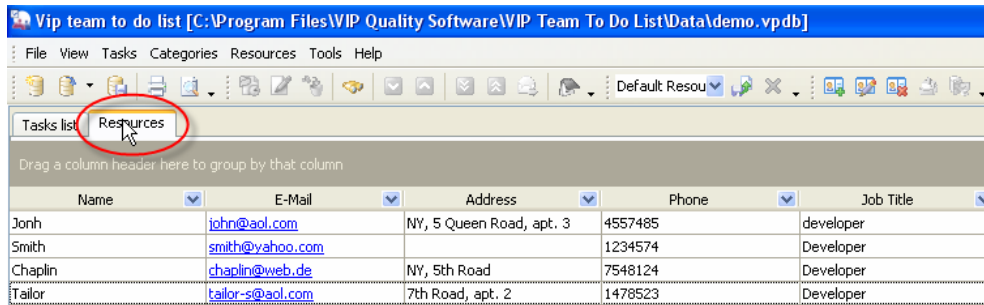 Vip team to do list [C:\Program Files\VIP Quality Software\VIP Team To Do List\Data\demo.vpdb]
File View Tasks Categories Resources Tools Help
Default Resou
Tasks list Resources
Drag a column header here to group by that column
Name E-Mail Address Phone Job Title
Jonh john@aol.com NY, 5 Queen Road, apt. 3 4557485 developer
Smith smith@yahoo.com 1234574 Developer
Chaplin chaplin@web.de NY, 5th Road 7548124 Developer
Tailor tailor-s@aol.com 7th Road, apt. 2 1478523 Developer